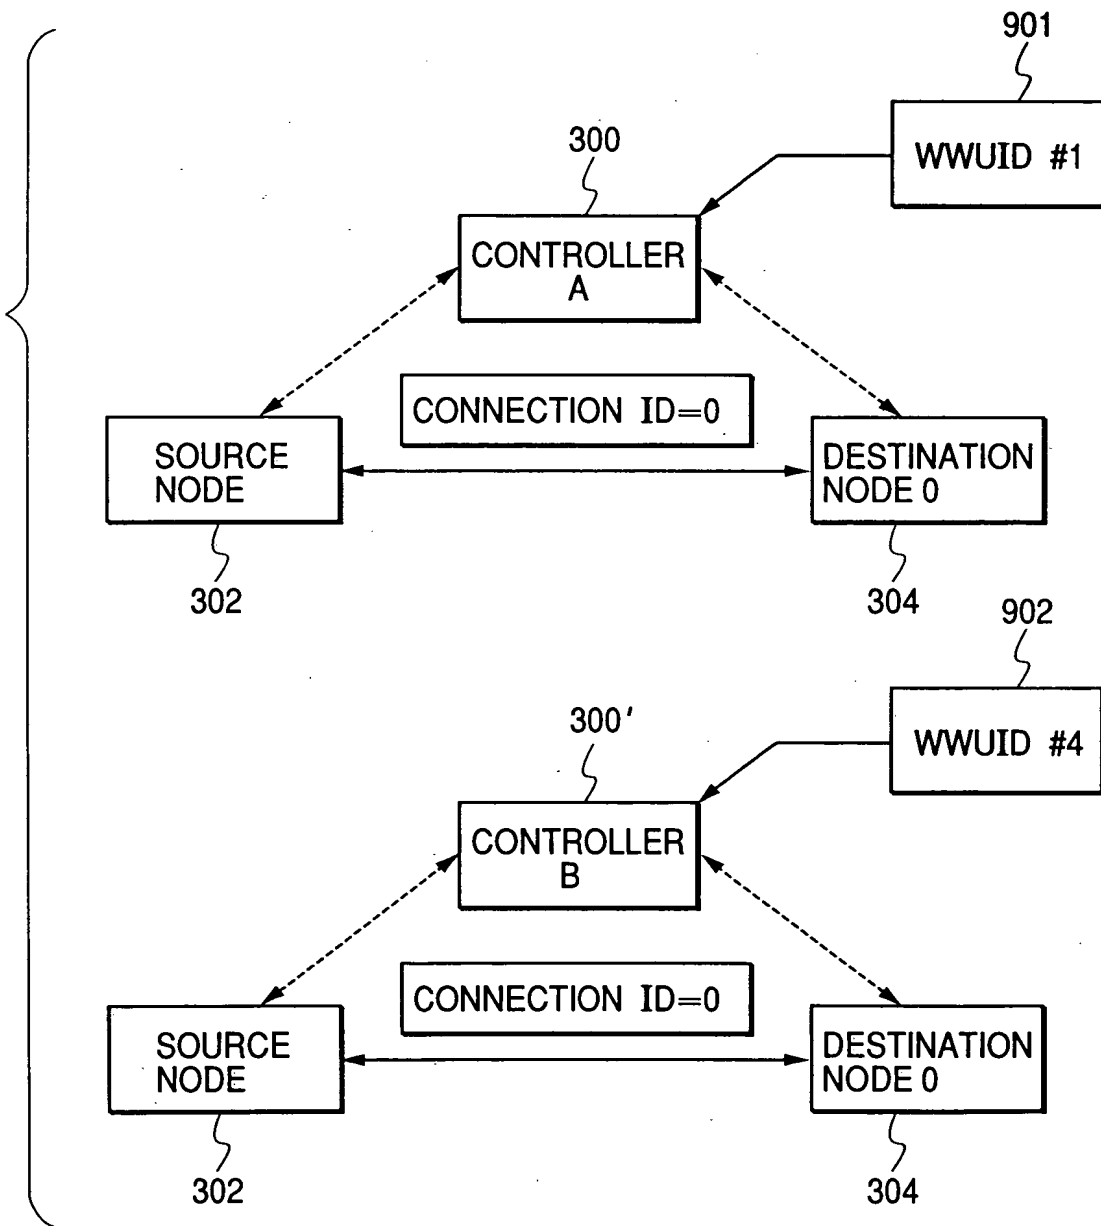 901
WWUID #1
300
CONTROLLER
A
CONNECTION ID=0
SOURCE
NODE
DESTINATION
NODE 0
302
304
902
WWUID #4
300'
CONTROLLER
B
CONNECTION ID=0
SOURCE
NODE
DESTINATION
NODE 0
302
304